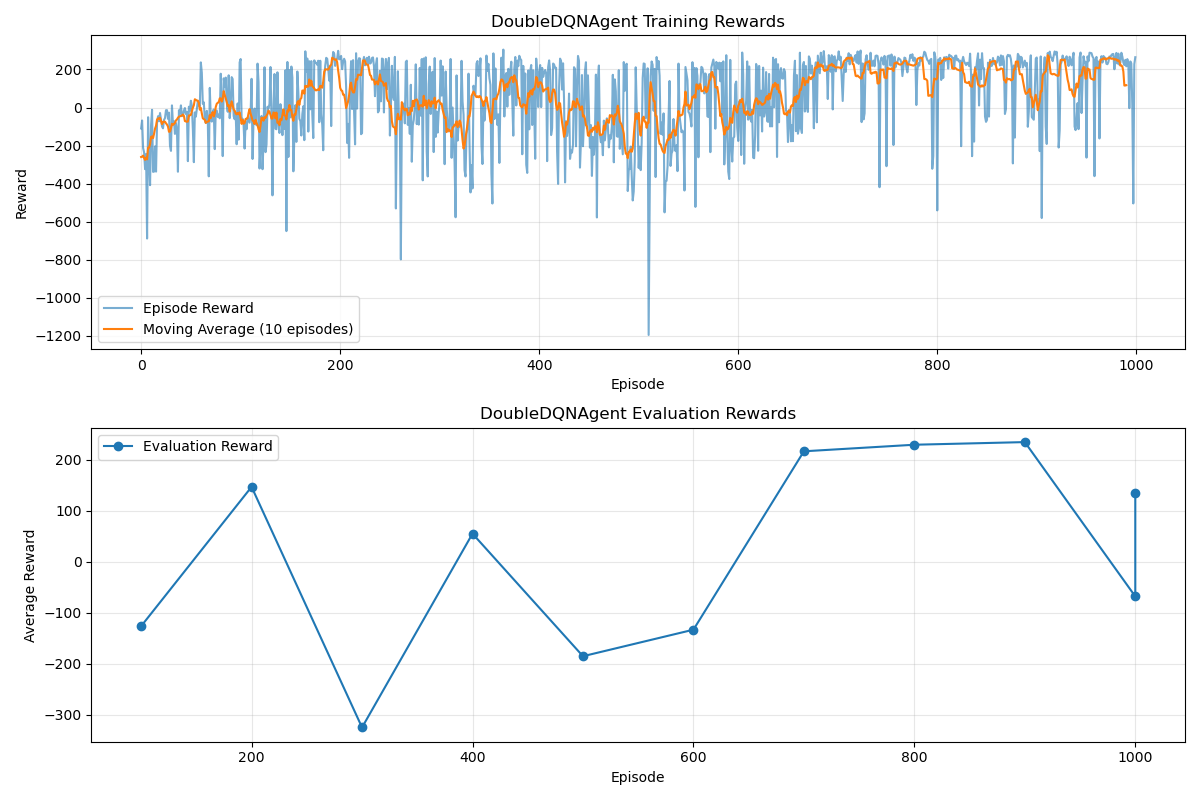 DoubleDQNAgent Training Rewards
200
0
−200
−400
−600
−800
−1000
−1200
Reward
Episode Reward
Moving Average (10 episodes)
0 200 400 600 800 1000
Episode
DoubleDQNAgent Evaluation Rewards
Evaluation Reward
200
100
0
−100
−200
−300
Average Reward
200 400 600 800 1000
Episode